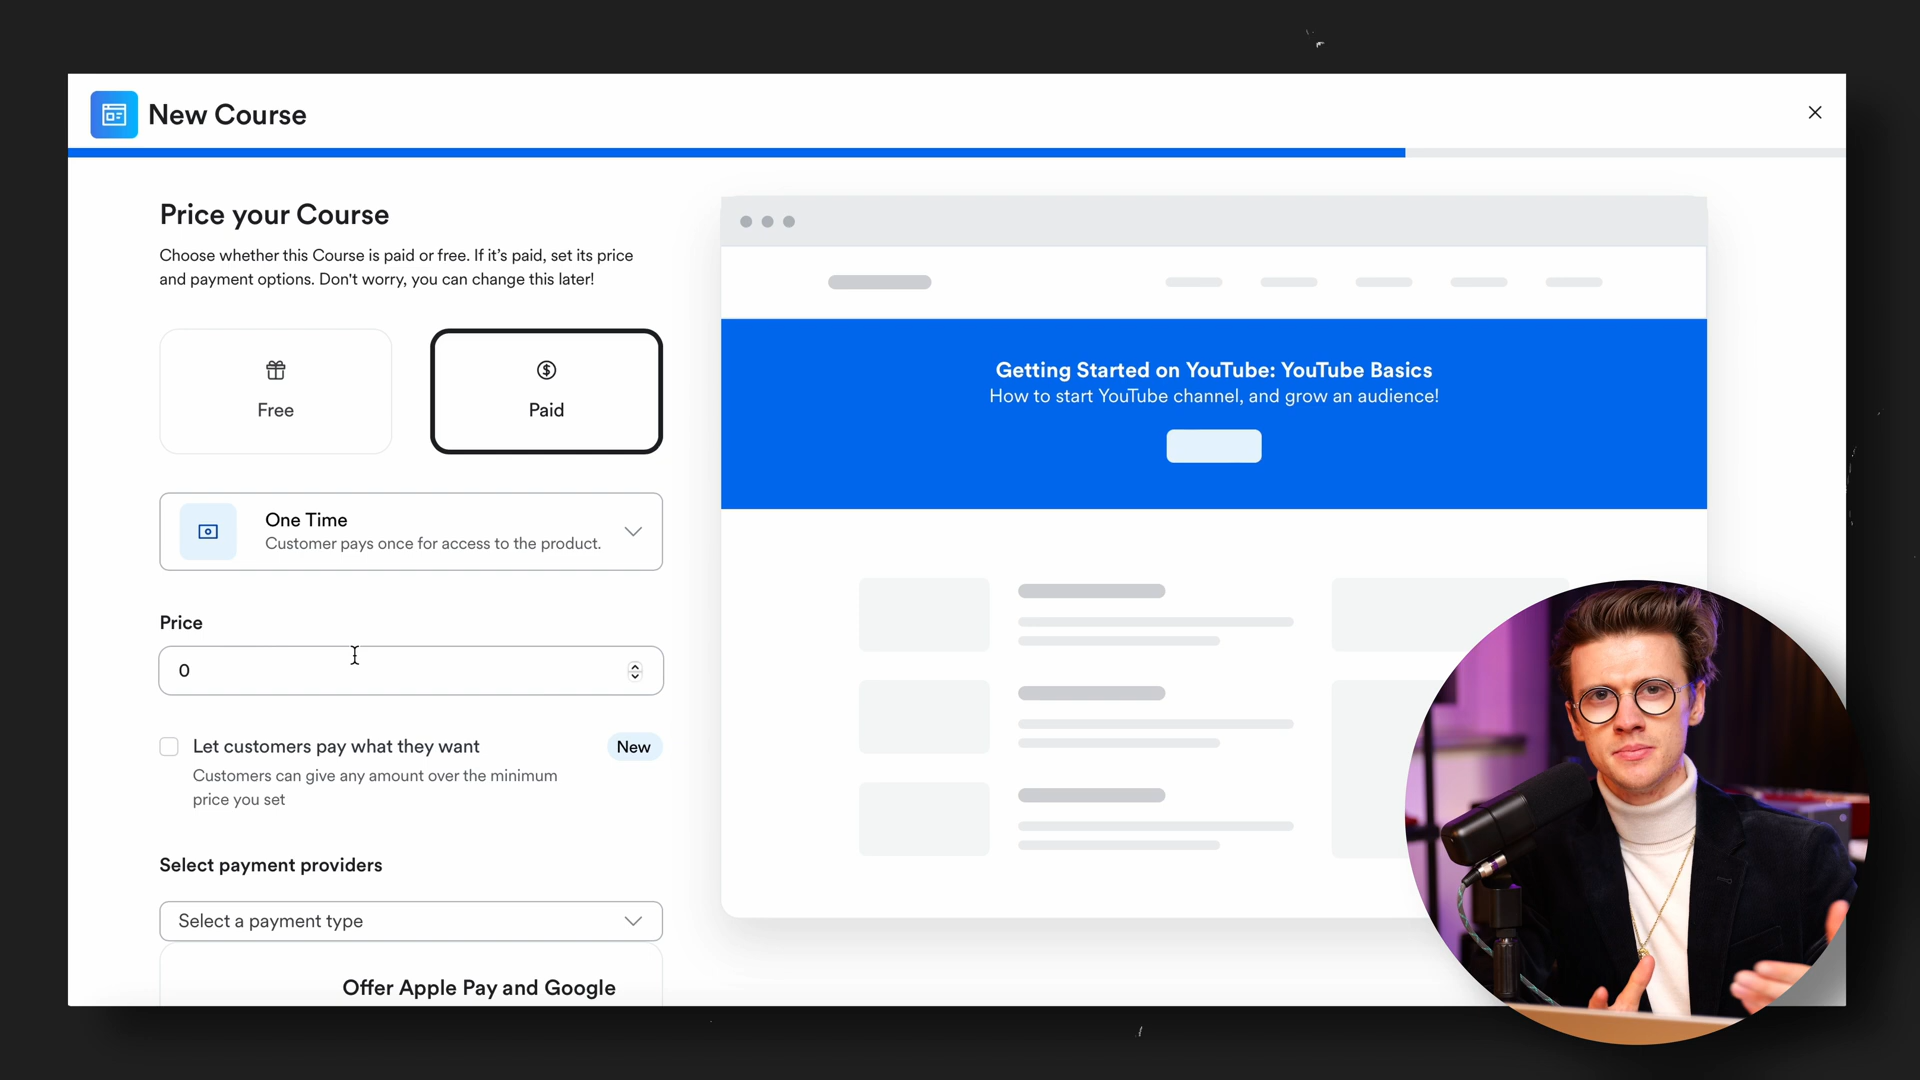 New Course
Price your Course
Choose whether this Course is paid or free. If it’s paid, set its price
and payment options. Don't worry, you can change this later!
Free
Paid
One Time
Customer pays once for access to the product.
Price
0
Let customers pay what they want
New
Customers can give any amount over the minimum
price you set
Select payment providers
Select a payment type
Offer Apple Pay and Google
Getting Started on YouTube: YouTube Basics
How to start YouTube channel, and grow an audience!